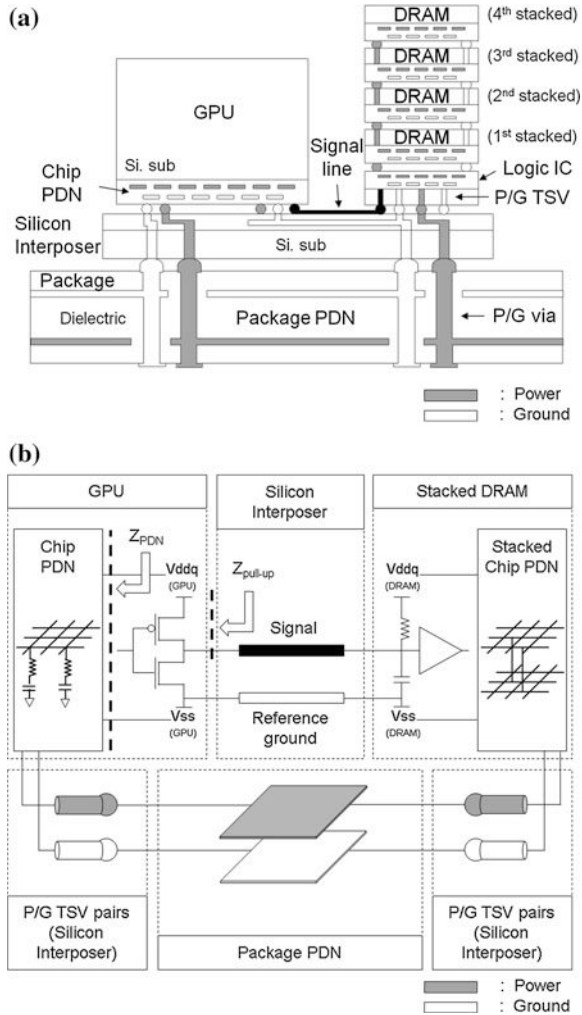 (a)
DRAM (4th stacked)
DRAM (3rd stacked)
DRAM (2nd stacked)
DRAM (1st stacked)
GPU
Si. sub
Chip
PDN
Signal
line
Logic IC
P/G TSV
Silicon
Interposer
Si. sub
Package
Dielectric
Package PDN
P/G via
: Power
: Ground
(b)
GPU
Silicon
Interposer
Stacked DRAM
Chip
PDN
ZPDN
Vddq
(GPU)
Zpull-up
Signal
Vddq
(DRAM)
Stacked
Chip PDN
Vss
(GPU)
Reference
ground
Vss
(DRAM)
P/G TSV pairs
(Silicon
Interposer)
Package PDN
P/G TSV pairs
(Silicon
Interposer)
: Power
: Ground